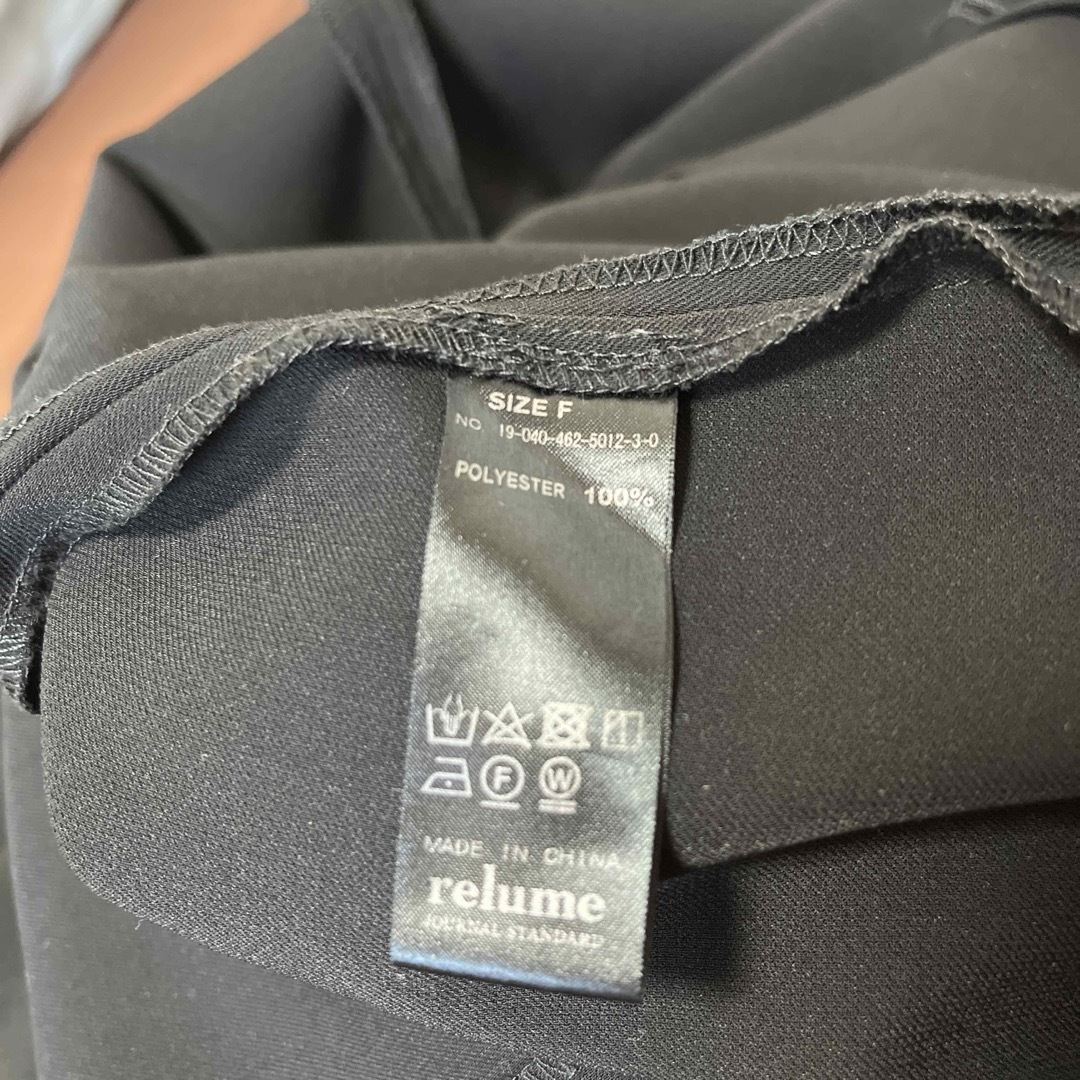 SIZE F
NO 19-040-462-5012-3-0
POLYESTER 100%
F W
MADE IN CHINA
relume
JOURNAL STANDARD